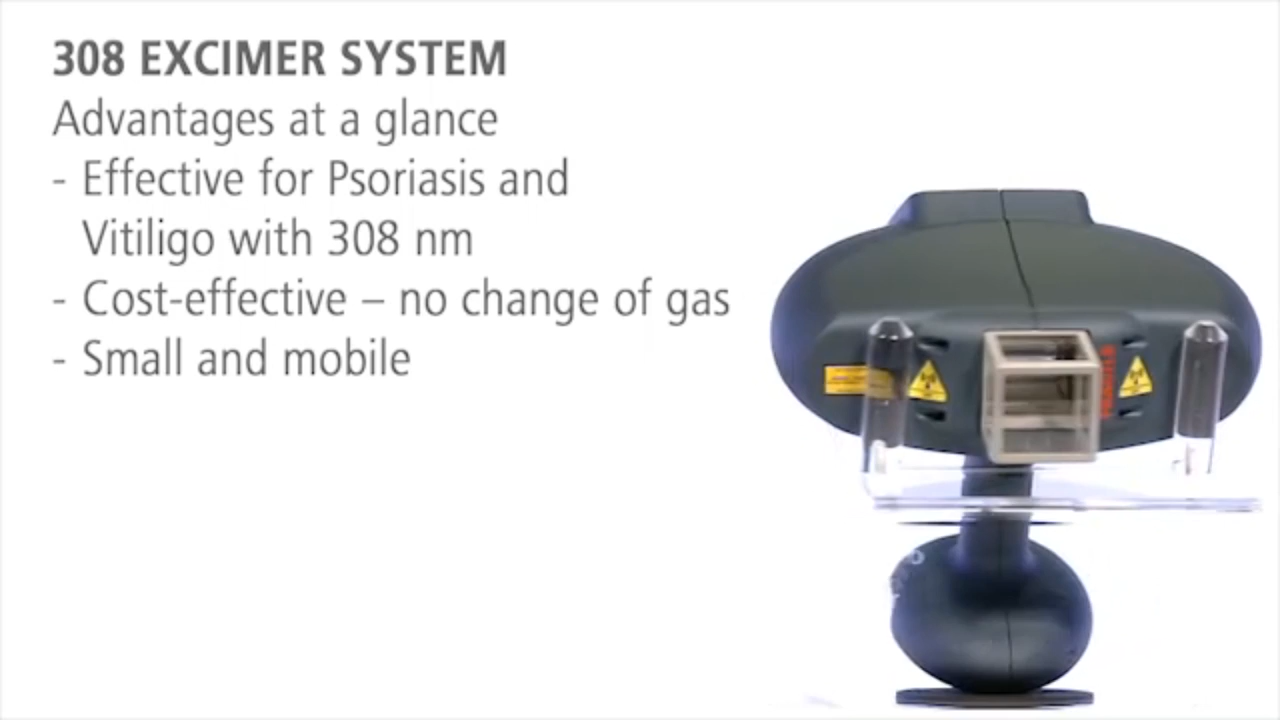 308 EXCIMER SYSTEM
Advantages at a glance
- Effective for Psoriasis and
Vitiligo with 308 nm
- Cost-effective – no change of gas
- Small and mobile